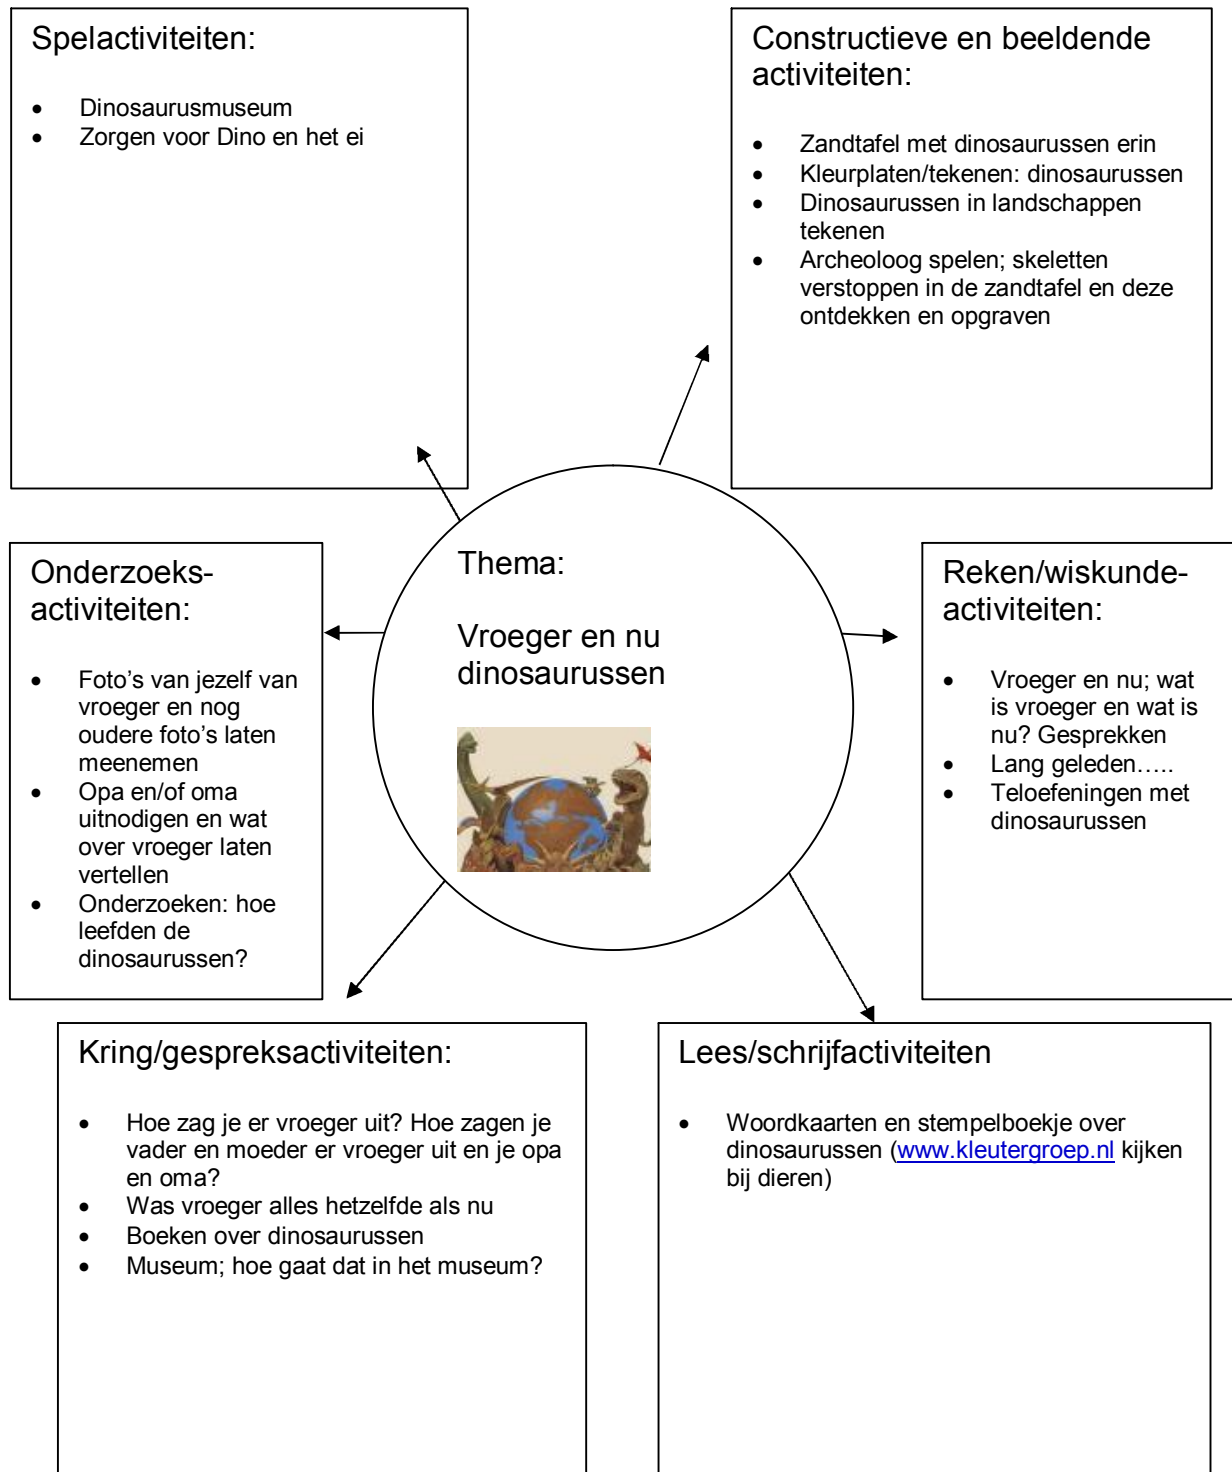 Spelactiviteiten:
• Dinosaurusmuseum
• Zorgen voor Dino en het ei
Constructieve en beeldende
activiteiten:
• Zandtafel met dinosaurussen erin
• Kleurplaten/tekenen: dinosaurussen
• Dinosaurussen in landschappen
tekenen
• Archeoloog spelen; skeletten
verstoppen in de zandtafel en deze
ontdekken en opgraven
Thema:
Vroeger en nu
dinosaurussen
Onderzoeks-
activiteiten:
• Foto’s van jezelf van
vroeger en nog
oudere foto’s laten
meenemen
• Opa en/of oma
uitnodigen en wat
over vroeger laten
vertellen
• Onderzoeken: hoe
leefden de
dinosaurussen?
Reken/wiskunde-
activiteiten:
• Vroeger en nu; wat
is vroeger en wat is
nu? Gesprekken
• Lang geleden…..
• Teloefeningen met
dinosaurussen
Kring/gespreksactiviteiten:
• Hoe zag je er vroeger uit? Hoe zagen je
vader en moeder er vroeger uit en je opa
en oma?
• Was vroeger alles hetzelfde als nu
• Boeken over dinosaurussen
• Museum; hoe gaat dat in het museum?
Lees/schrijfactiviteiten
• Woordkaarten en stempelboekje over
dinosaurussen (www.kleutergroep.nl kijken
bij dieren)